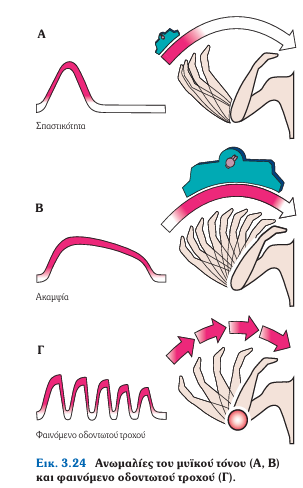 Α
Σπαστικότητα
Β
Ακαμψία
Γ
Φαινόμενο οδοντωτού τροχού
Εικ. 3.24 Ανωμαλίες του μυϊκού τόνου (Α, Β)
και φαινόμενο οδοντωτού τροχού (Γ).